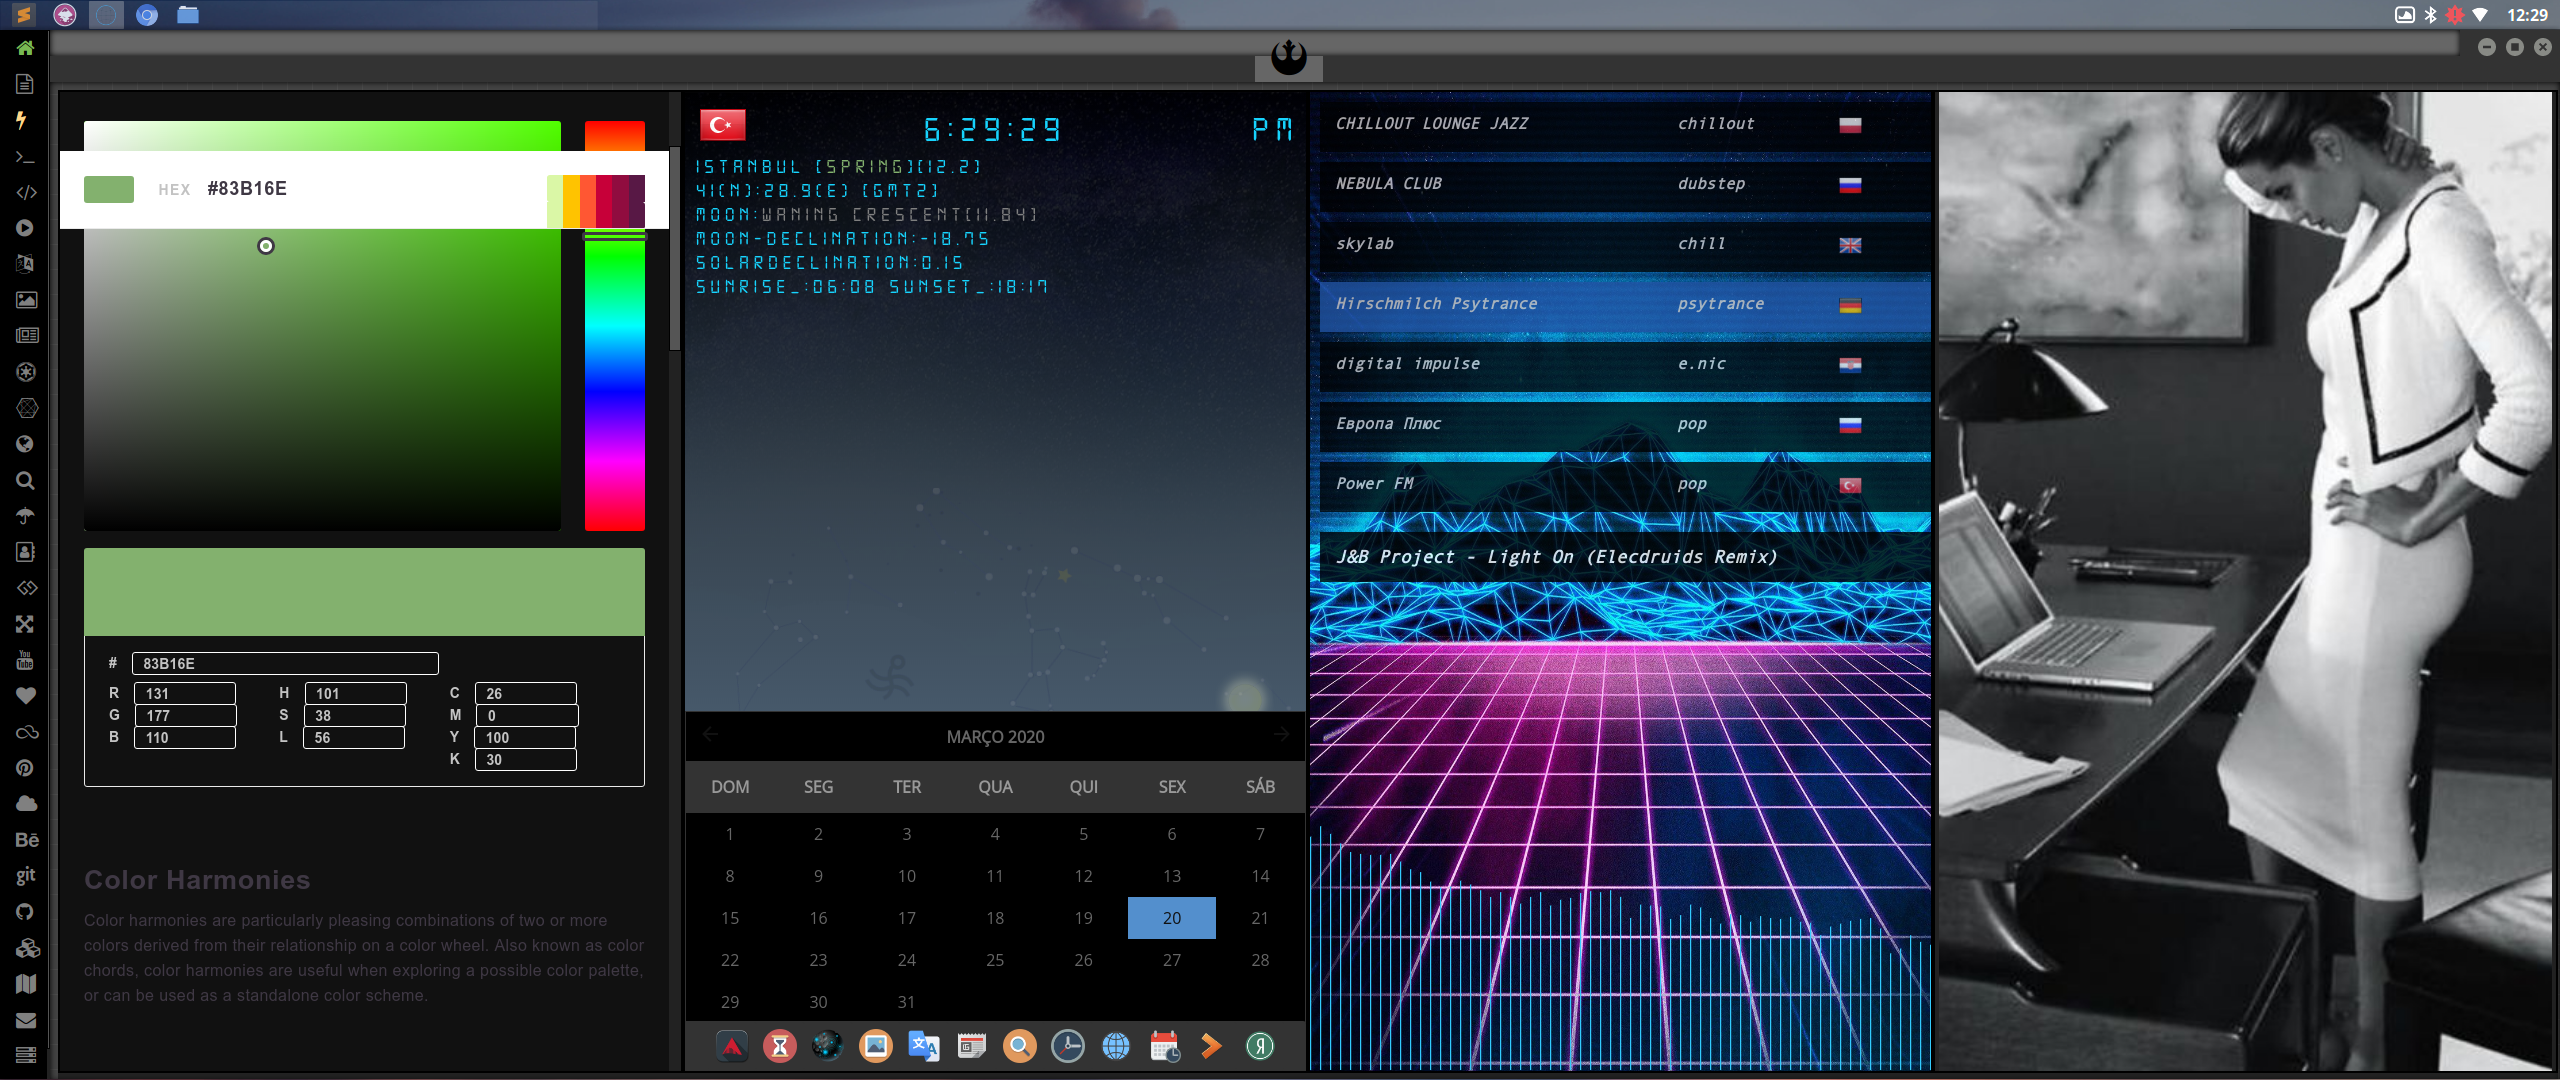 12:29
HEX #83B16E
# 83B16E
R 131 H 101 C 26
G 177 S 38 M 0
B 110 L 56 Y 100
K 30
Color Harmonies
Color harmonies are particularly pleasing combinations of two or more
colors derived from their relationship on a color wheel. Also known as color
chords, color harmonies are useful when exploring a possible color palette,
or can be used as a standalone color scheme.
You
Tube
Bē
git
6:29:29 PM
ISTANBUL [SPRING][12.2]
41(N):28.9(E) [GMT2]
MOON:WANING CRESCENT[11.84]
MOON-DECLINATION:-18.75
SOLARDECLINATION:0.15
SUNRISE_:06:08 SUNSET_:18:17
MARÇO 2020
DOM SEG TER QUA QUI SEX SÁB
1 2 3 4 5 6 7
8 9 10 11 12 13 14
15 16 17 18 19 20 21
22 23 24 25 26 27 28
29 30 31
CHILLOUT LOUNGE JAZZ chillout
NEBULA CLUB dubstep
skylab chill
Hirschmilch Psytrance psytrance
digital impulse e.nic
Европа Плюс pop
Power FM pop
J&B Project - Light On (Elecdruids Remix)